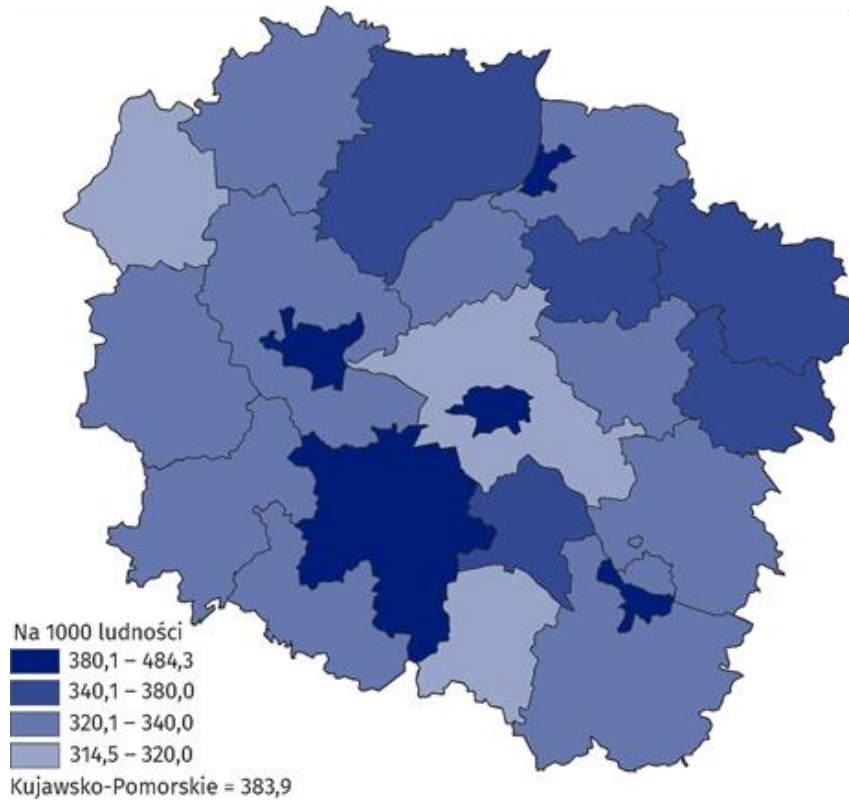 Na 1000 ludności
380,1 – 484,3
340,1 – 380,0
320,1 – 340,0
314,5 – 320,0
Kujawsko-Pomorskie = 383,9